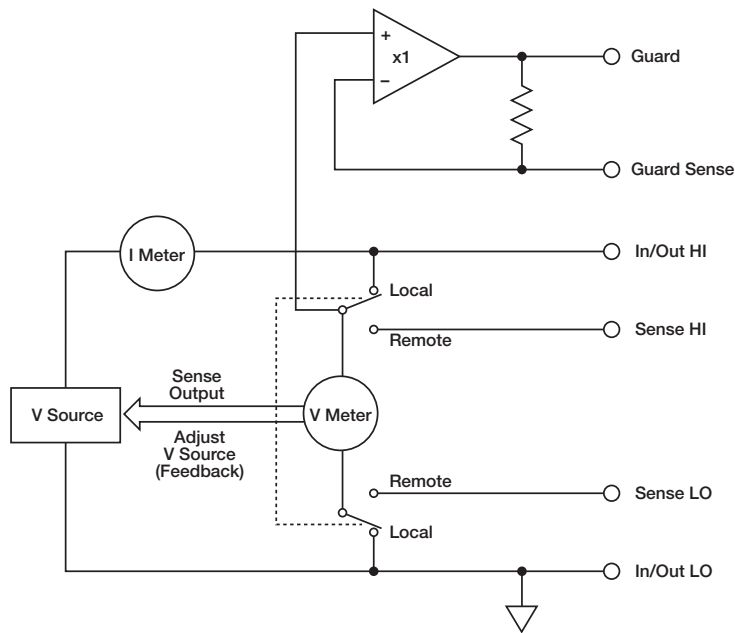 +
x1
–
Guard
Guard Sense
I Meter
In/Out HI
Local
Sense HI
Remote
Sense
Output
V Source
V Meter
Adjust
V Source
(Feedback)
Remote
Sense LO
Local
In/Out LO